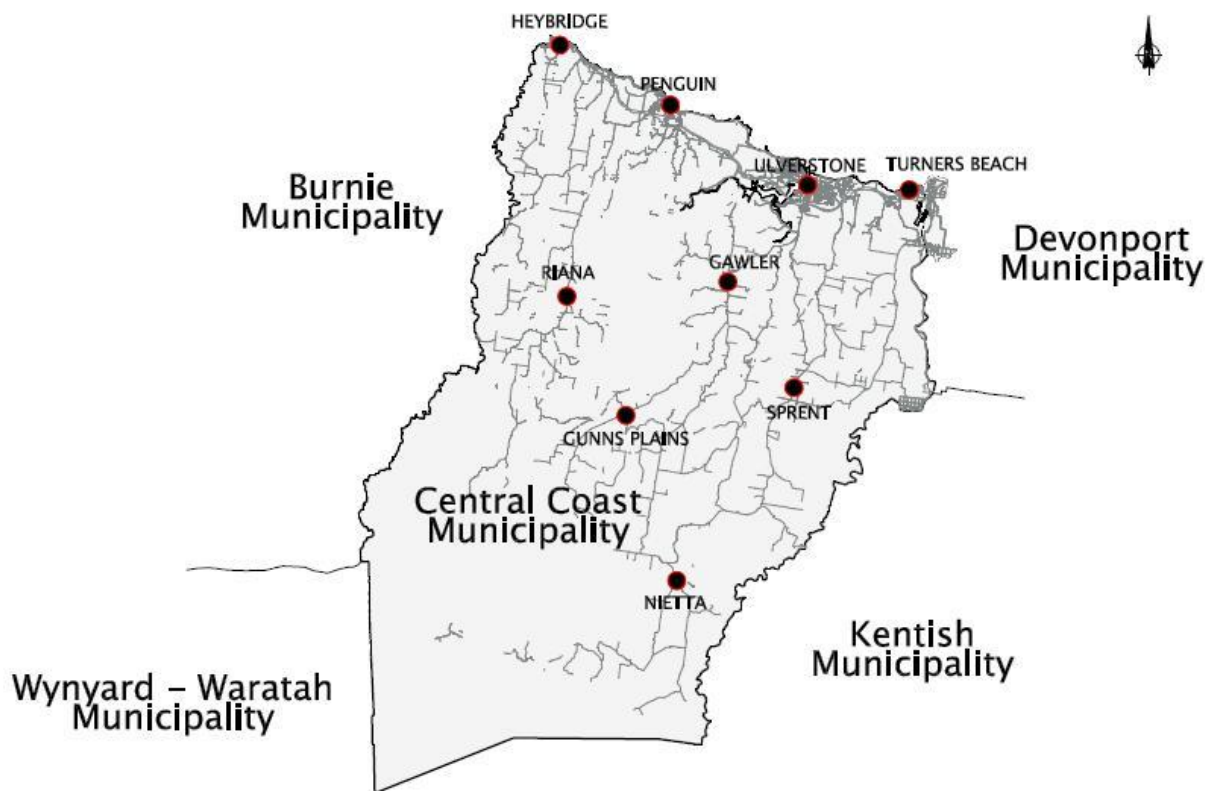 HEYBRIDGE
PENGUIN
ULVERSTONE
TURNERS BEACH
Burnie
Municipality
Devonport
Municipality
GAWLER
RIANA
SPRENT
GUNNS PLAINS
Central Coast
Municipality
NIETTA
Kentish
Municipality
Wynyard - Waratah
Municipality